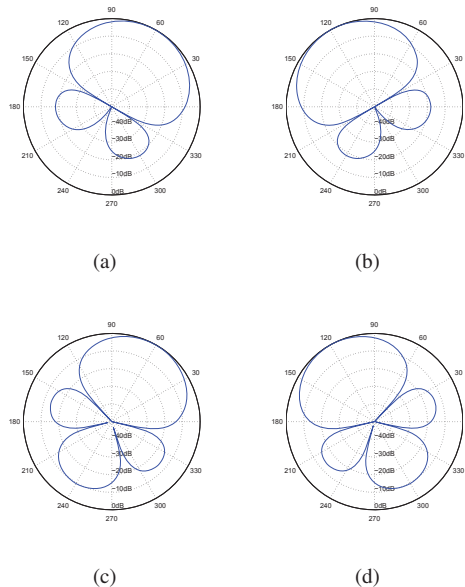 90
120 60
150 30
180
−40dB
210 −30dB 330
−20dB
240 −10dB 300
0dB
270
(a)
90
120 60
150 30
180
−40dB
210 −30dB 330
−20dB
240 −10dB 300
0dB
270
(b)
90
120 60
150 30
180
−40dB
210 −30dB 330
−20dB
240 −10dB 300
0dB
270
(c)
90
120 60
150 30
180
−40dB
210 −30dB 330
−20dB
240 −10dB 300
0dB
270
(d)